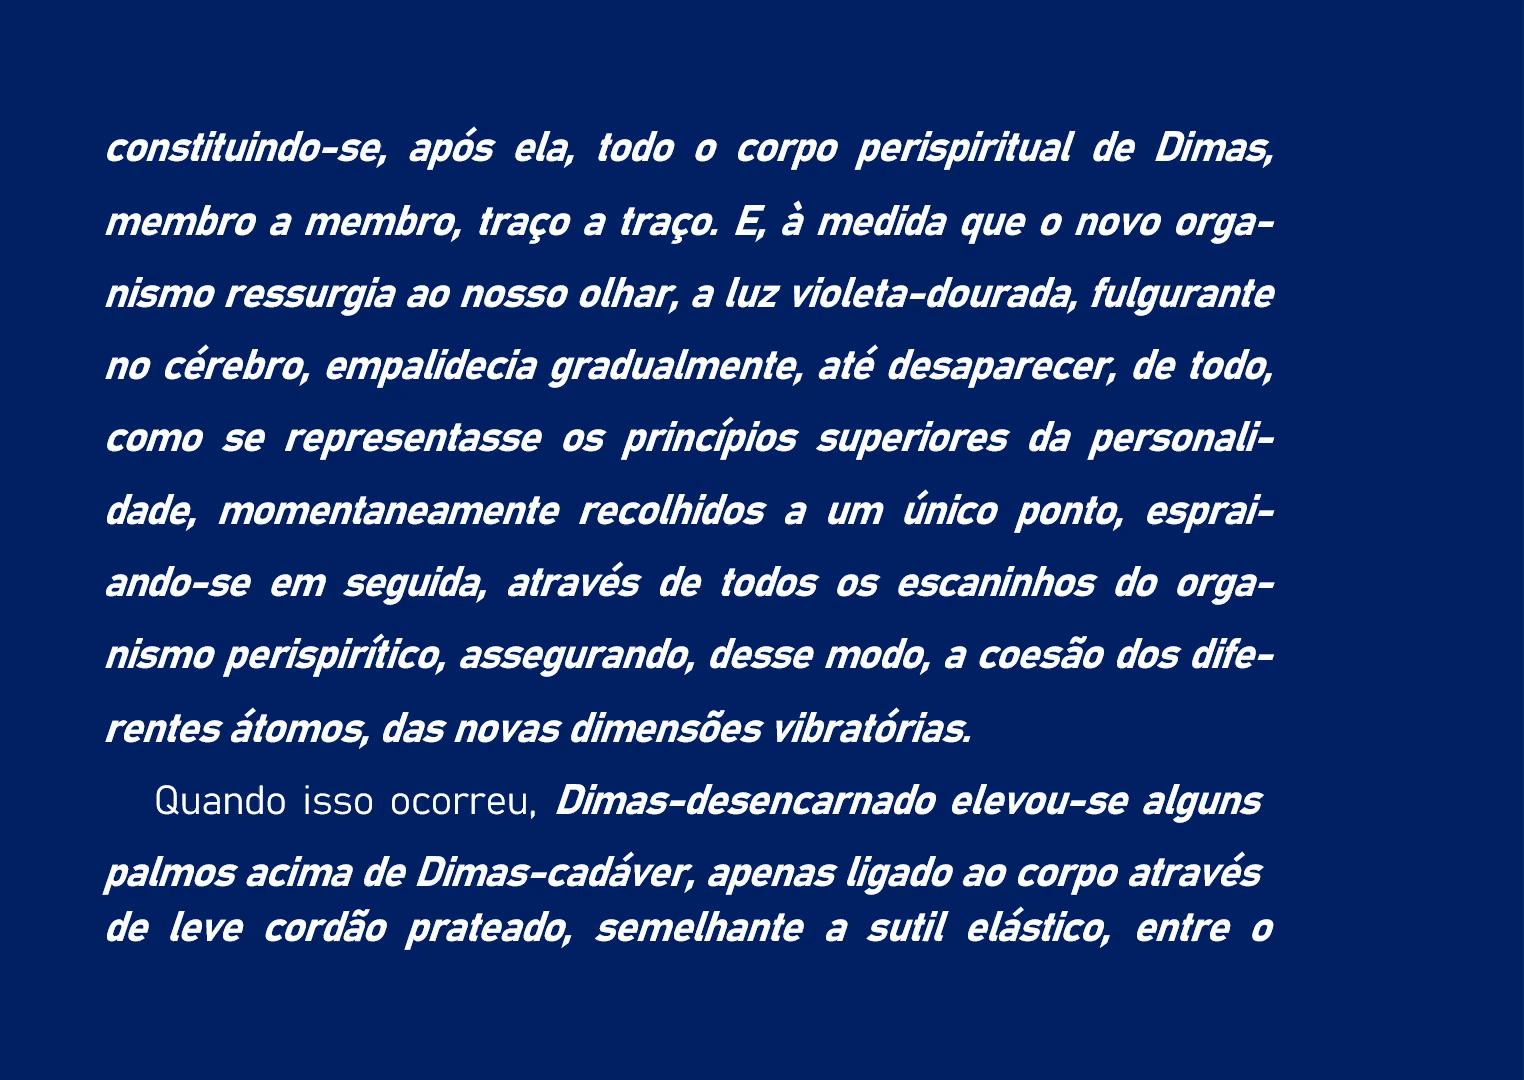 constituindo-se, após ela, todo o corpo perispiritual de Dimas,
membro a membro, traço a traço. E, à medida que o novo orga-
nismo ressurgia ao nosso olhar, a luz violeta-dourada, fulgurante
no cérebro, empalidecia gradualmente, até desaparecer, de todo,
como se representasse os princípios superiores da personali-
dade, momentaneamente recolhidos a um único ponto, esprai-
ando-se em seguida, através de todos os escaninhos do orga-
nismo perispirítico, assegurando, desse modo, a coesão dos dife-
rentes átomos, das novas dimensões vibratórias.
Quando isso ocorreu, Dimas-desencarnado elevou-se alguns
palmos acima de Dimas-cadáver, apenas ligado ao corpo através
de leve cordão prateado, semelhante a sutil elástico, entre o